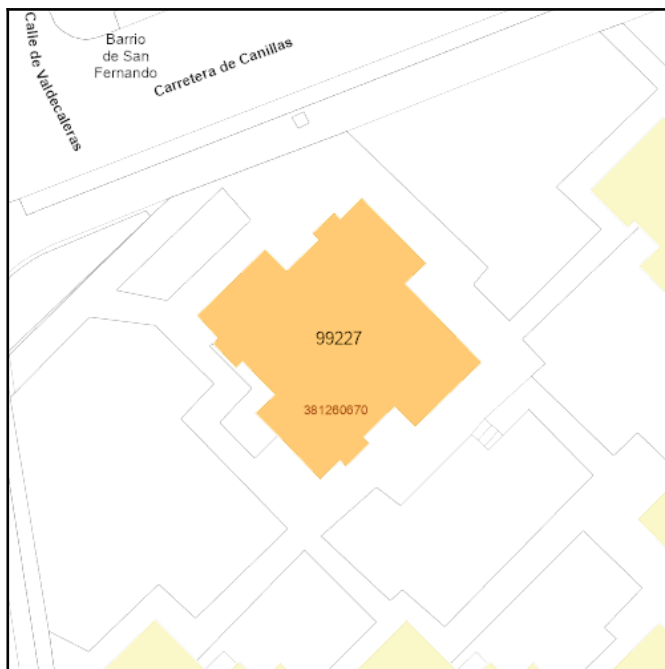 Calle de Valdecaleras
Barrio
de San
Fernando
Carretera de Canillas
99227
381260670